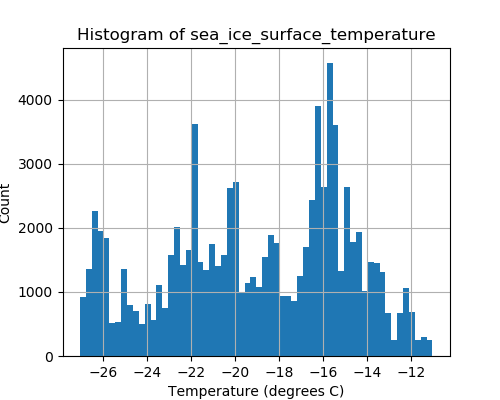 Histogram of sea_ice_surface_temperature
Count
4000
3000
2000
1000
0
−26 −24 −22 −20 −18 −16 −14 −12
Temperature (degrees C)